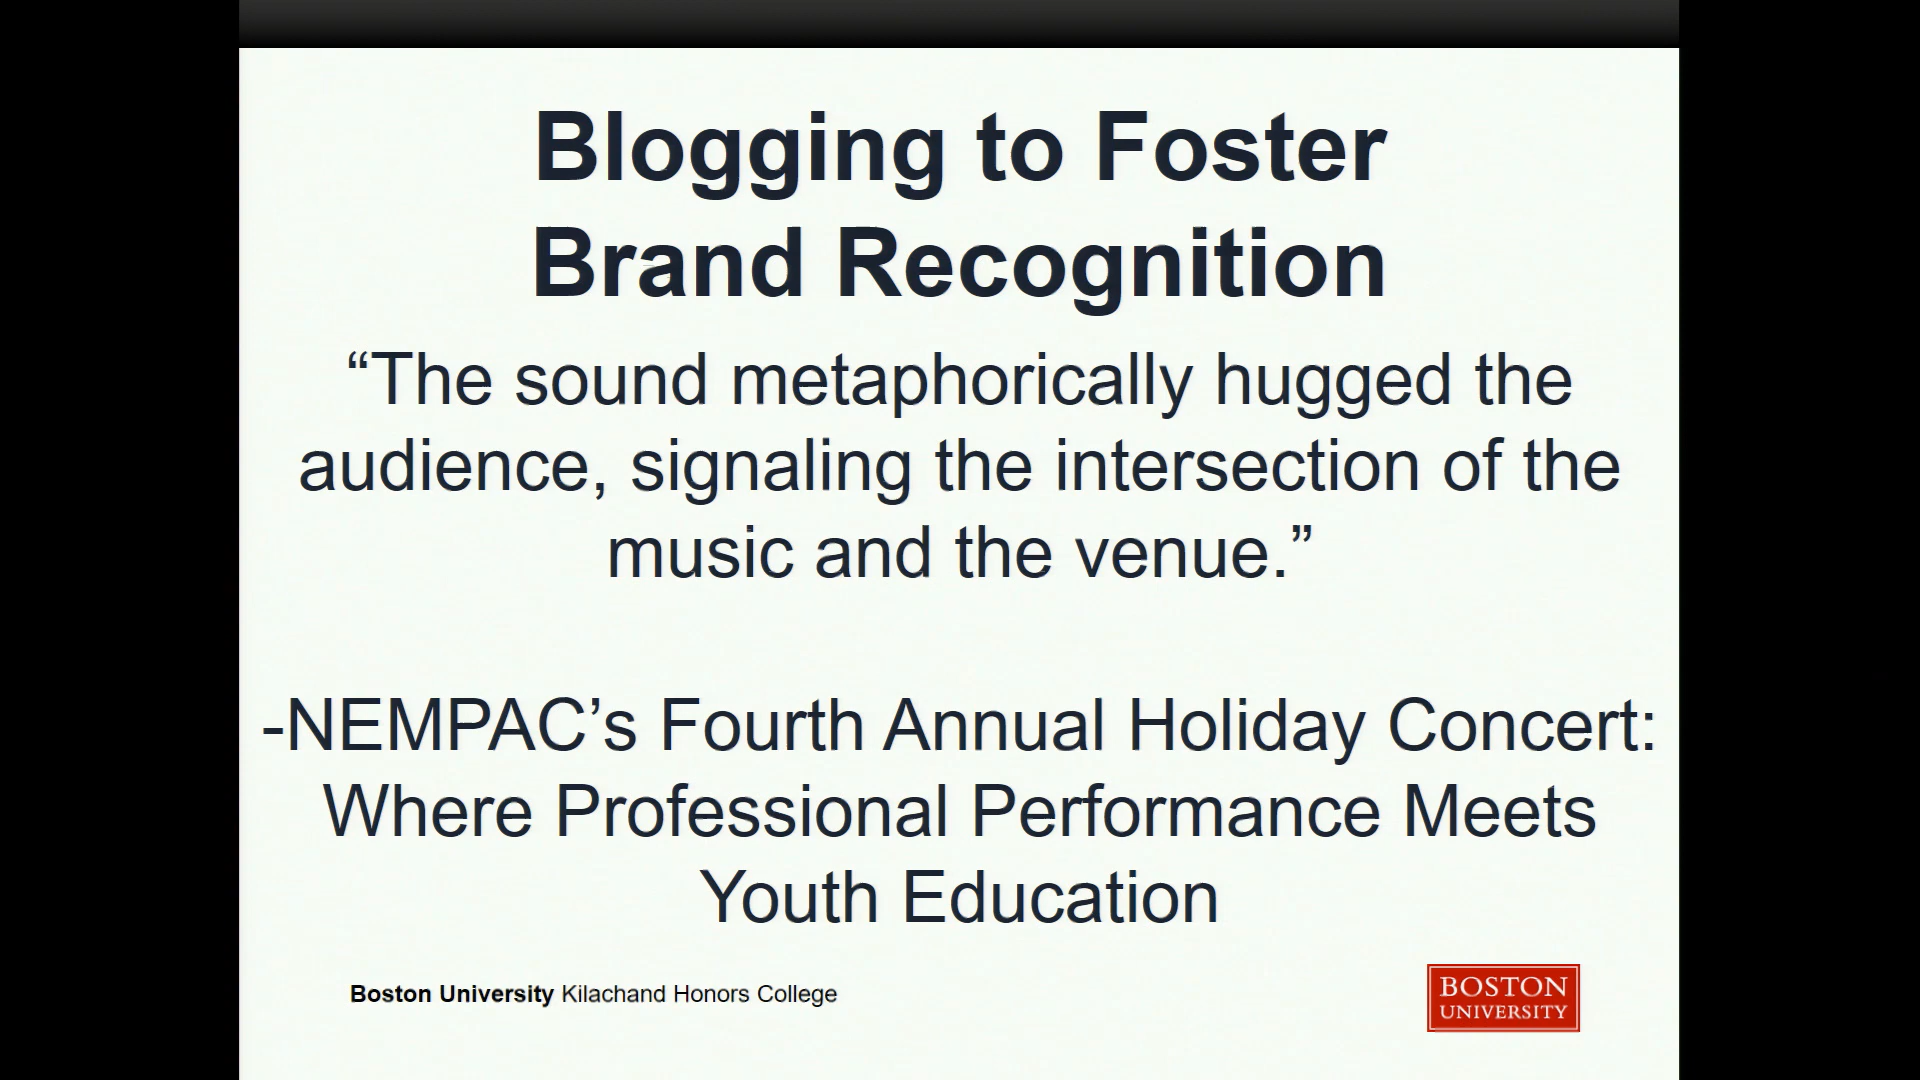 Blogging to Foster
Brand Recognition
“The sound metaphorically hugged the
audience, signaling the intersection of the
music and the venue.”
-NEMPAC’s Fourth Annual Holiday Concert:
Where Professional Performance Meets
Youth Education
Boston University Kilachand Honors College
BOSTON
UNIVERSITY